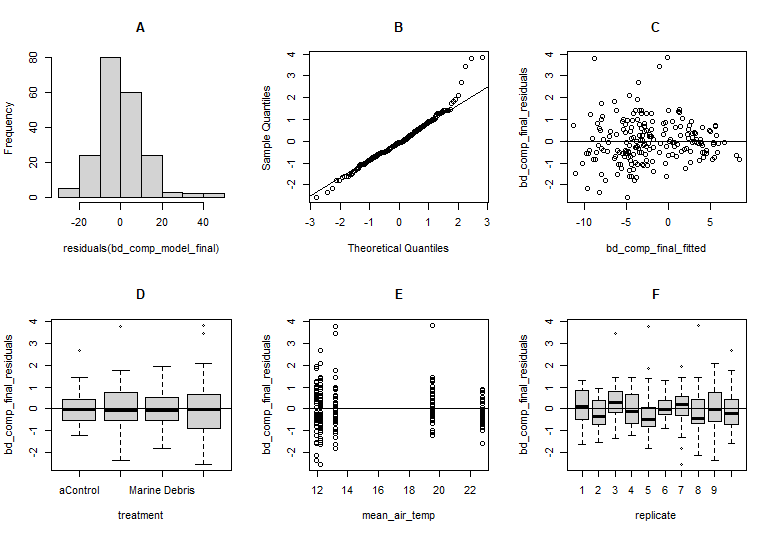 A
Frequency
80
60
40
20
0
-20 0 20 40
residuals(bd_comp_model_final)
B
Sample Quantiles
4
3
2
1
0
-1
-2
-3 -2 -1 0 1 2 3
Theoretical Quantiles
C
bd_comp_final_residuals
4
3
2
1
0
-1
-2
-10 -5 0 5
bd_comp_final_fitted
D
bd_comp_final_residuals
4
3
2
1
0
-1
-2
aControl Marine Debris
treatment
E
bd_comp_final_residuals
4
3
2
1
0
-1
-2
12 14 16 18 20 22
mean_air_temp
F
bd_comp_final_residuals
4
3
2
1
0
-1
-2
1 2 3 4 5 6 7 8 9
replicate